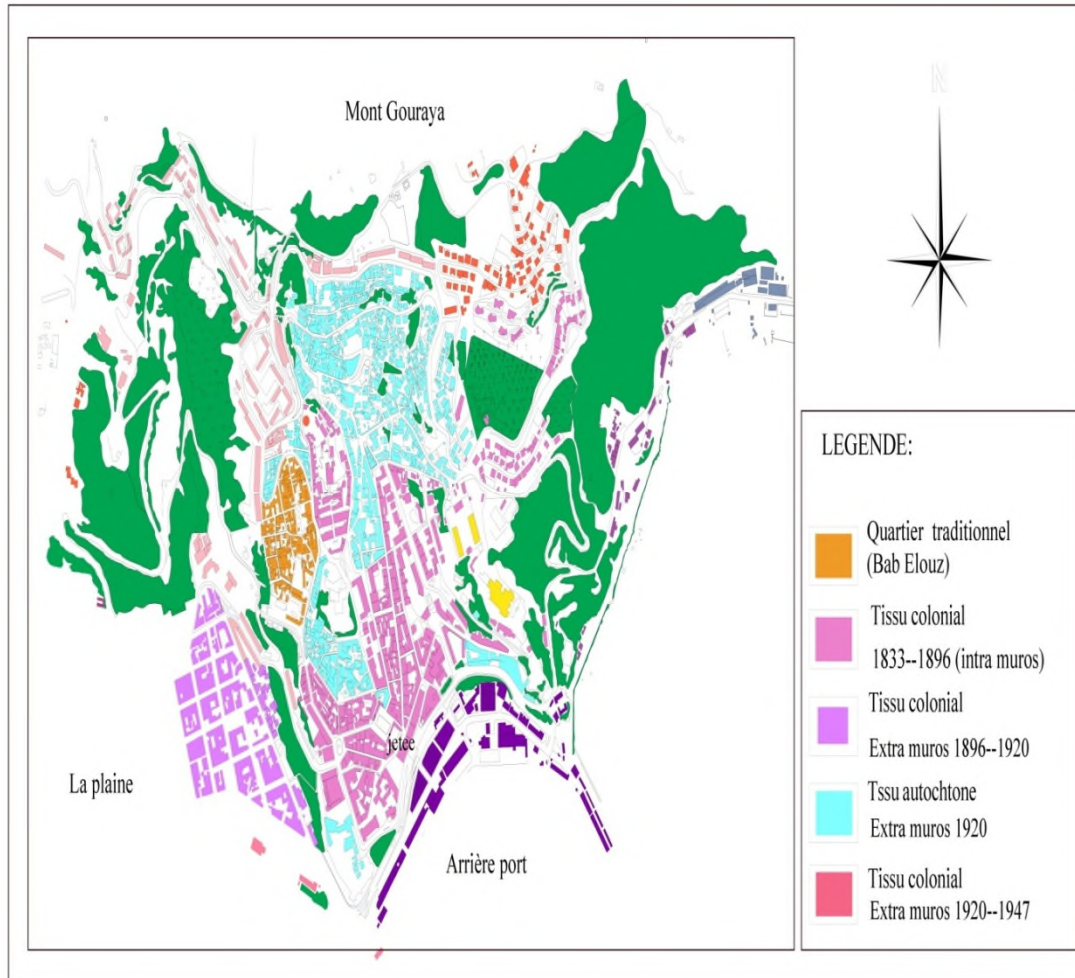 Mont Gouraya
N
La plaine
jetée
Arrière port
LEGENDE:
Quartier traditionnel
(Bab Elouz)
Tissu colonial
1833--1896 (intra muros)
Tissu colonial
Extra muros 1896--1920
Tssu autochtone
Extra muros 1920
Tissu colonial
Extra muros 1920--1947